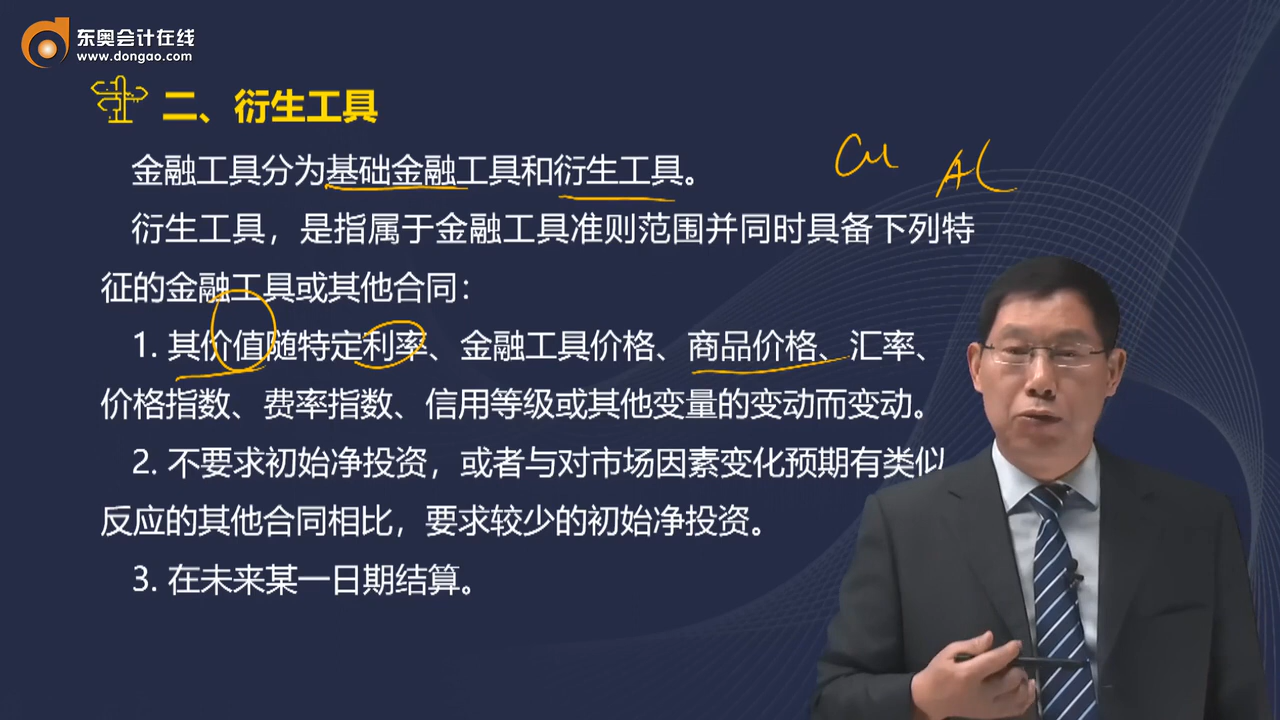 东奥会计在线
www.dongao.com
二、衍生工具
Cu AL
金融工具分为基础金融工具和衍生工具。
衍生工具，是指属于金融工具准则范围并同时具备下列特
征的金融工具或其他合同：
1. 其价值随特定利率、金融工具价格、商品价格、汇率、
价格指数、费率指数、信用等级或其他变量的变动而变动。
2. 不要求初始净投资，或者与对市场因素变化预期有类似
反应的其他合同相比，要求较少的初始净投资。
3. 在未来某一日期结算。